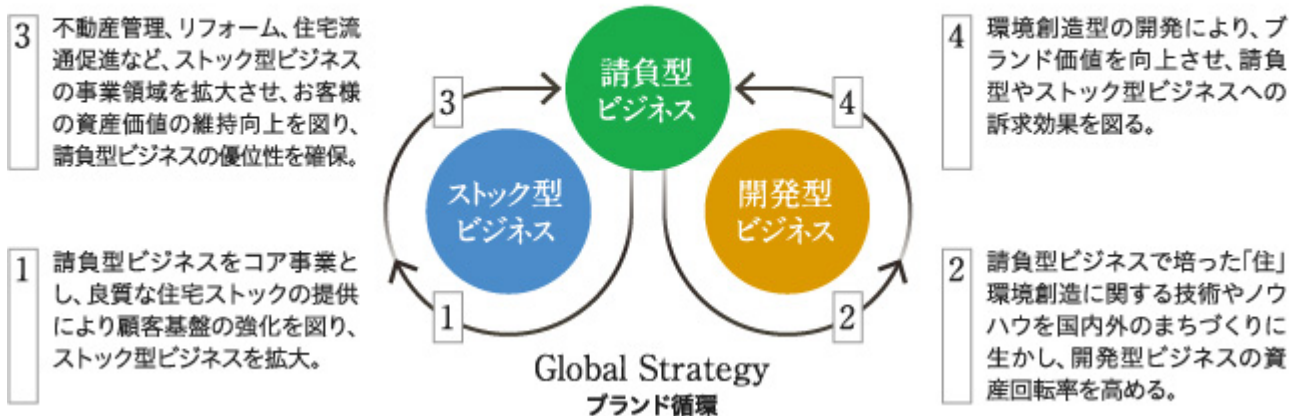 3
不動産管理、リフォーム、住宅流
通促進など、ストック型ビジネス
の事業領域を拡大させ、お客様
の資産価値の維持向上を図り、
請負型ビジネスの優位性を確保。
1
請負型ビジネスをコア事業と
し、良質な住宅ストックの提供
により顧客基盤の強化を図り、
ストック型ビジネスを拡大。
請負型
ビジネス
3
4
ストック型
ビジネス
開発型
ビジネス
1
2
Global Strategy
ブランド循環
4
環境創造型の開発により、ブ
ランド価値を向上させ、請負
型やストック型ビジネスへの
訴求効果を図る。
2
請負型ビジネスで培った「住」
環境創造に関する技術やノウ
ハウを国内外のまちづくりに
生かし、開発型ビジネスの資
産回転率を高める。